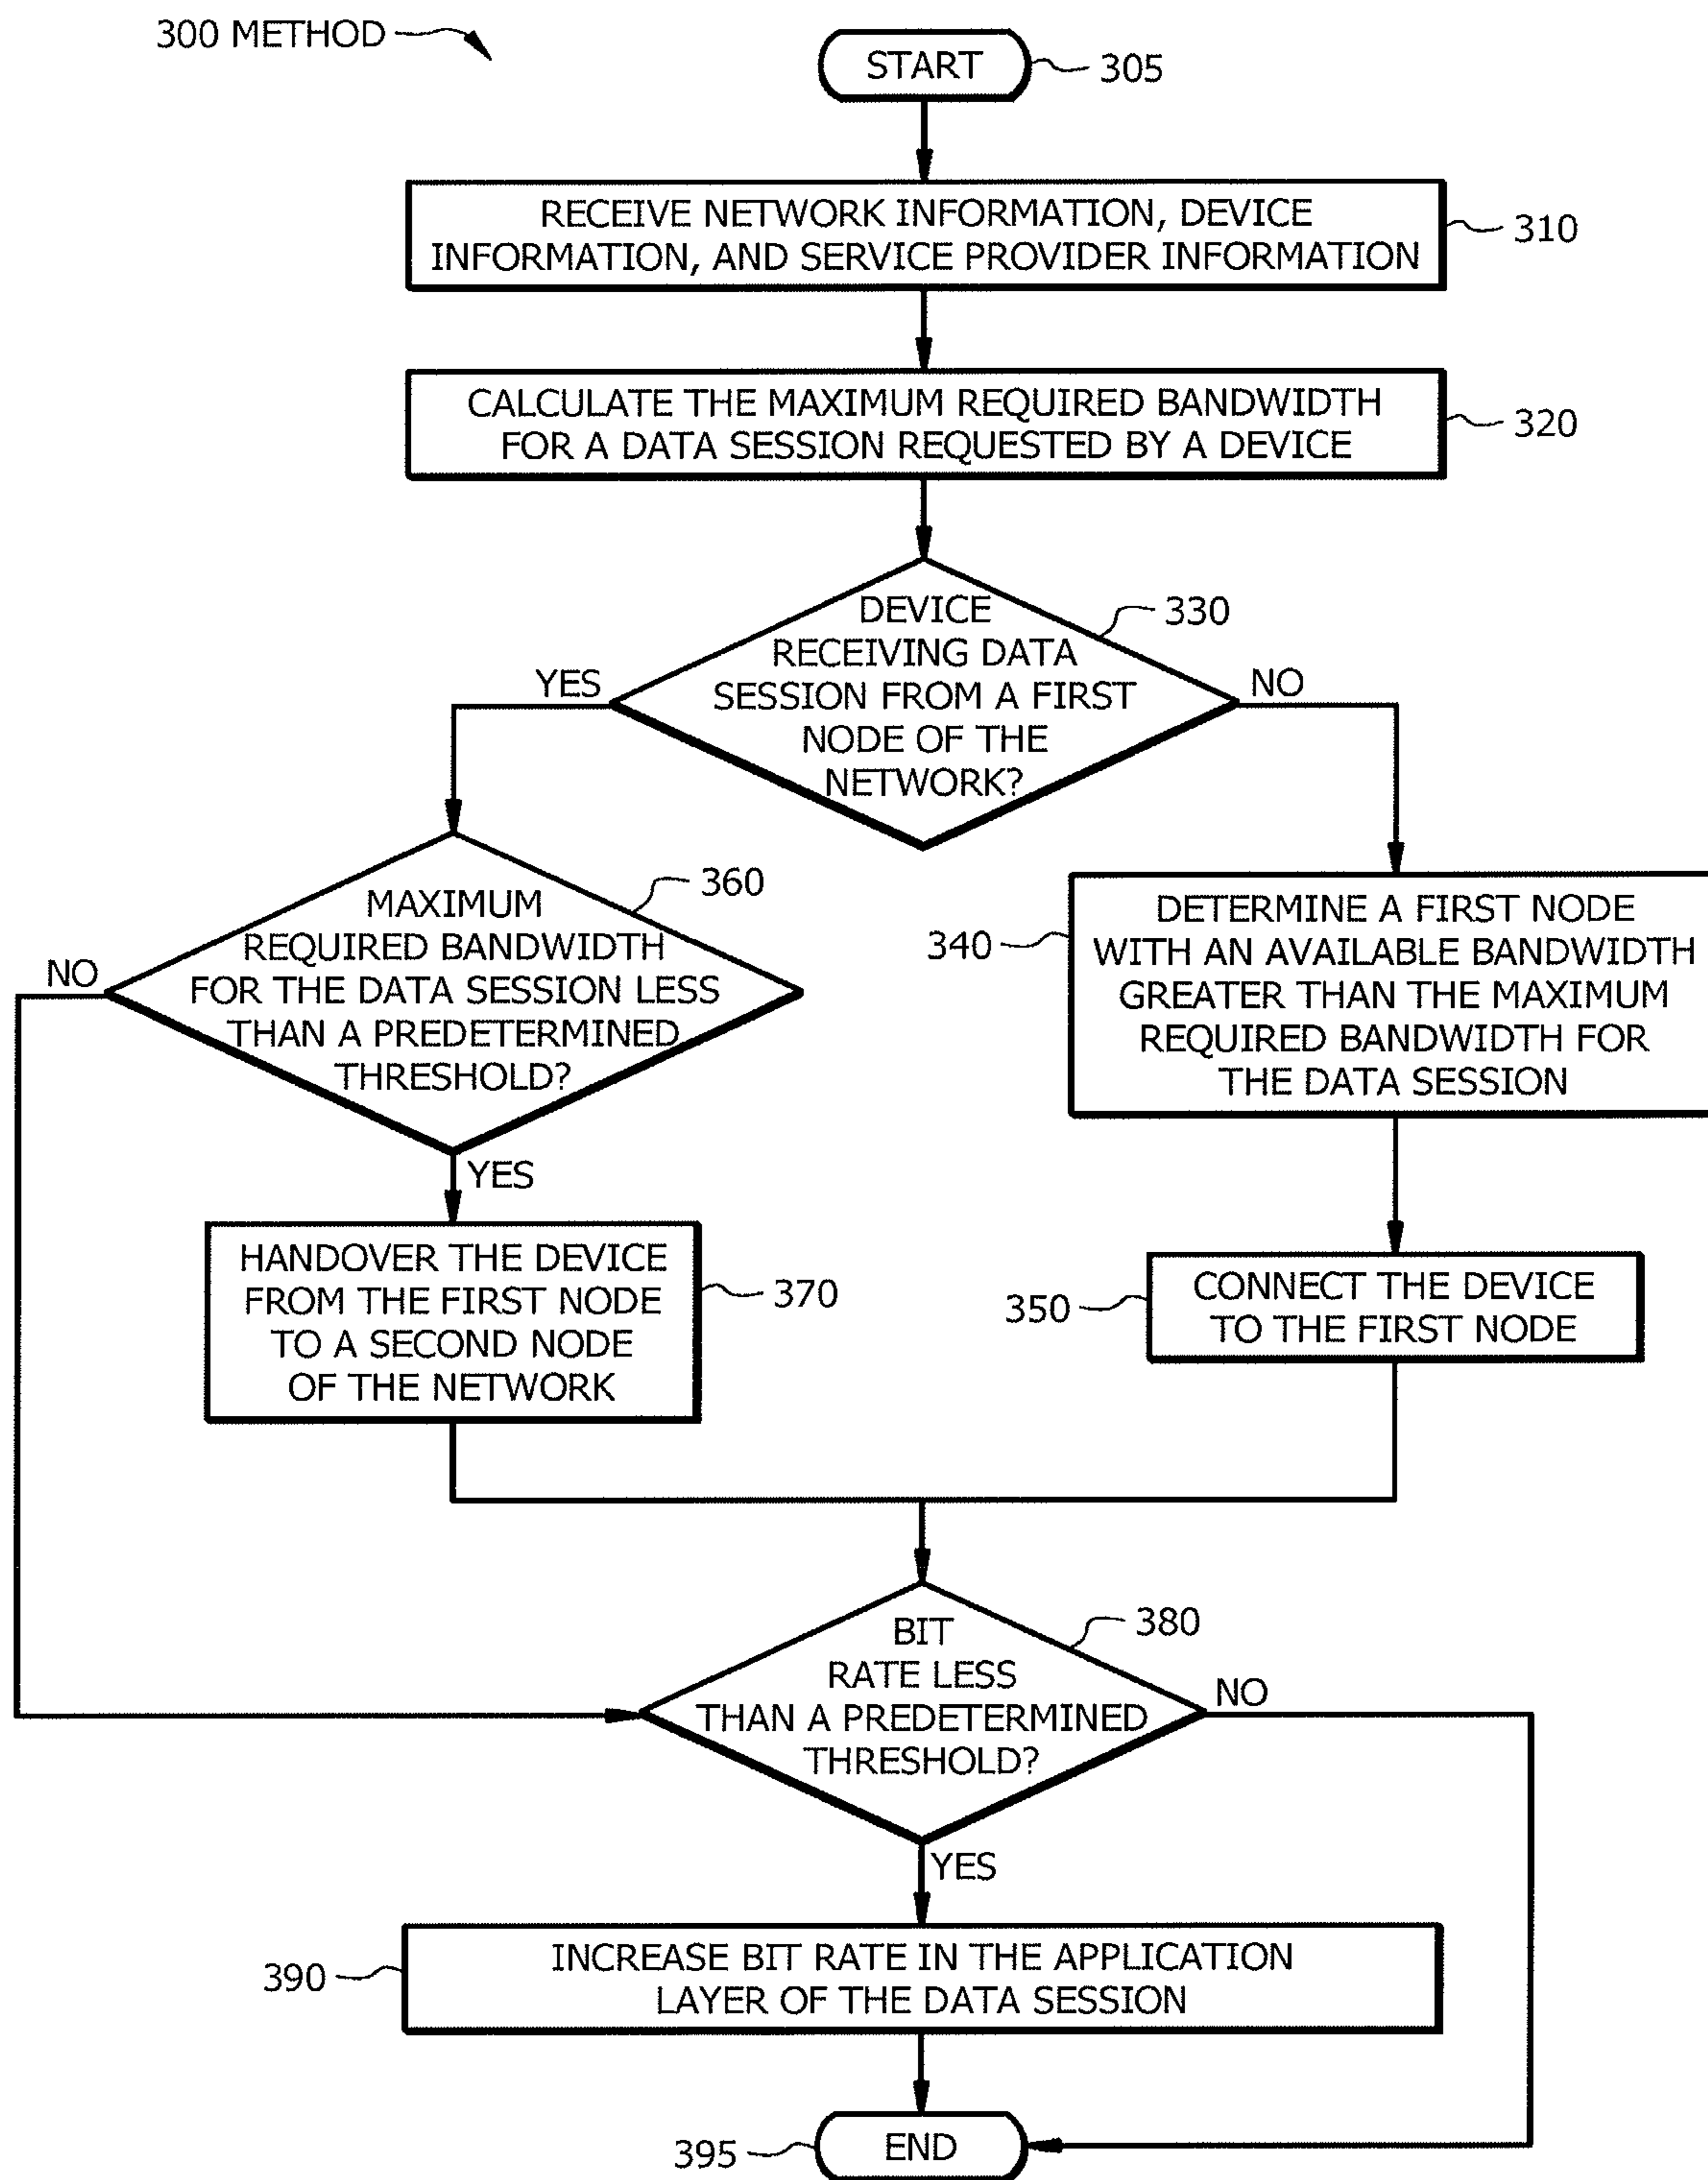 300 METHOD
START
305
RECEIVE NETWORK INFORMATION, DEVICE
INFORMATION, AND SERVICE PROVIDER INFORMATION
310
CALCULATE THE MAXIMUM REQUIRED BANDWIDTH
FOR A DATA SESSION REQUESTED BY A DEVICE
320
DEVICE
RECEIVING DATA
SESSION FROM A FIRST
NODE OF THE
NETWORK?
330
YES
NO
MAXIMUM
REQUIRED BANDWIDTH
FOR THE DATA SESSION LESS
THAN A PREDETERMINED
THRESHOLD?
360
NO
YES
DETERMINE A FIRST NODE
WITH AN AVAILABLE BANDWIDTH
GREATER THAN THE MAXIMUM
REQUIRED BANDWIDTH FOR
THE DATA SESSION
340
HANDOVER THE DEVICE
FROM THE FIRST NODE
TO A SECOND NODE
OF THE NETWORK
370
CONNECT THE DEVICE
TO THE FIRST NODE
350
BIT
RATE LESS
THAN A PREDETERMINED
THRESHOLD?
380
NO
YES
INCREASE BIT RATE IN THE APPLICATION
LAYER OF THE DATA SESSION
390
END
395